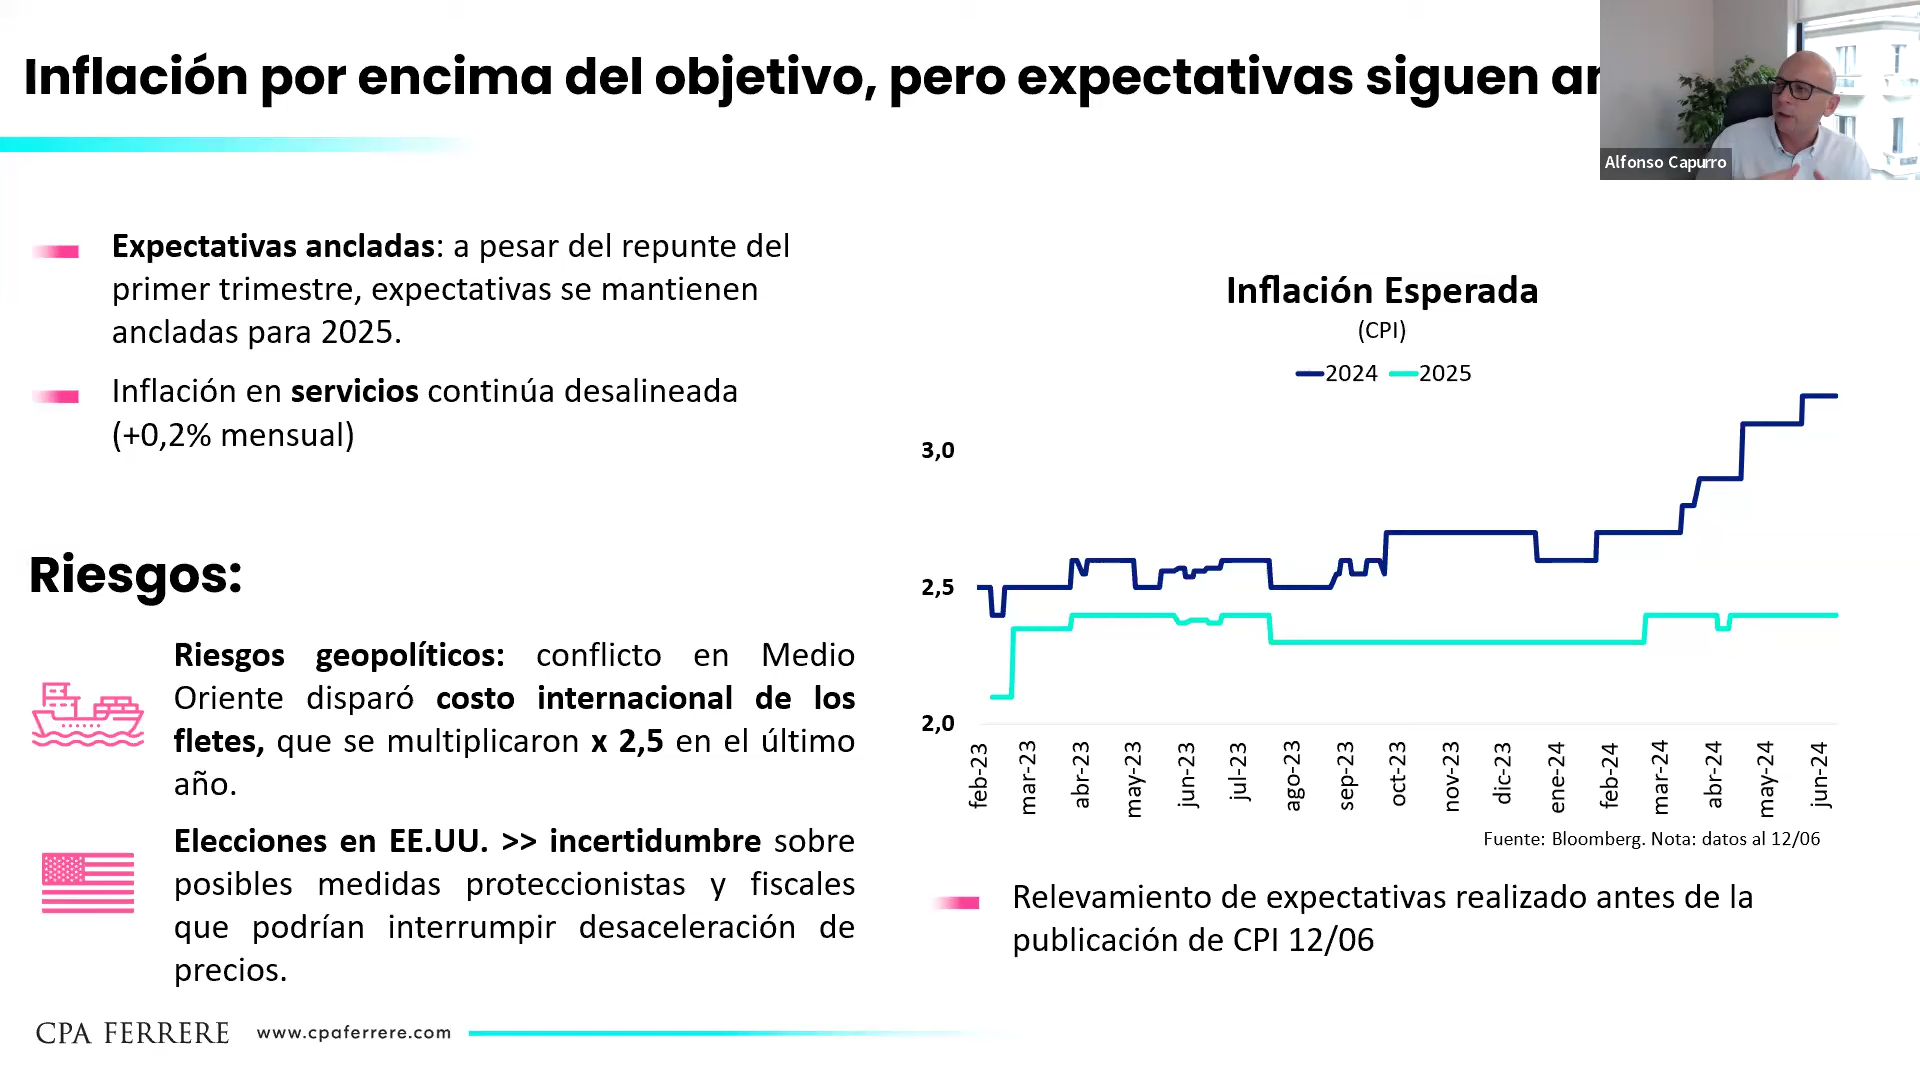 Inflación por encima del objetivo, pero expectativas siguen
Alfonso Capurro
Expectativas ancladas: a pesar del repunte del
primer trimestre, expectativas se mantienen
ancladas para 2025.
Inflación en servicios continúa desalineada
(+0,2% mensual)
Riesgos:
Riesgos geopolíticos: conflicto en Medio
Oriente disparó costo internacional de los
fletes, que se multiplicaron x 2,5 en el último
año.
Elecciones en EE.UU. >> incertidumbre sobre
posibles medidas proteccionistas y fiscales
que podrían interrumpir desaceleración de
precios.
Inflación Esperada
(CPI)
2024 2025
3,0
2,5
2,0
feb-23 mar-23 abr-23 may-23 jun-23 jul-23 ago-23 sep-23 oct-23 nov-23 dic-23 ene-24 feb-24 mar-24 abr-24 may-24 jun-24
Fuente: Bloomberg. Nota: datos al 12/06
Relevamiento de expectativas realizado antes de la
publicación de CPI 12/06
CPA FERRERE www.cpaferrere.com